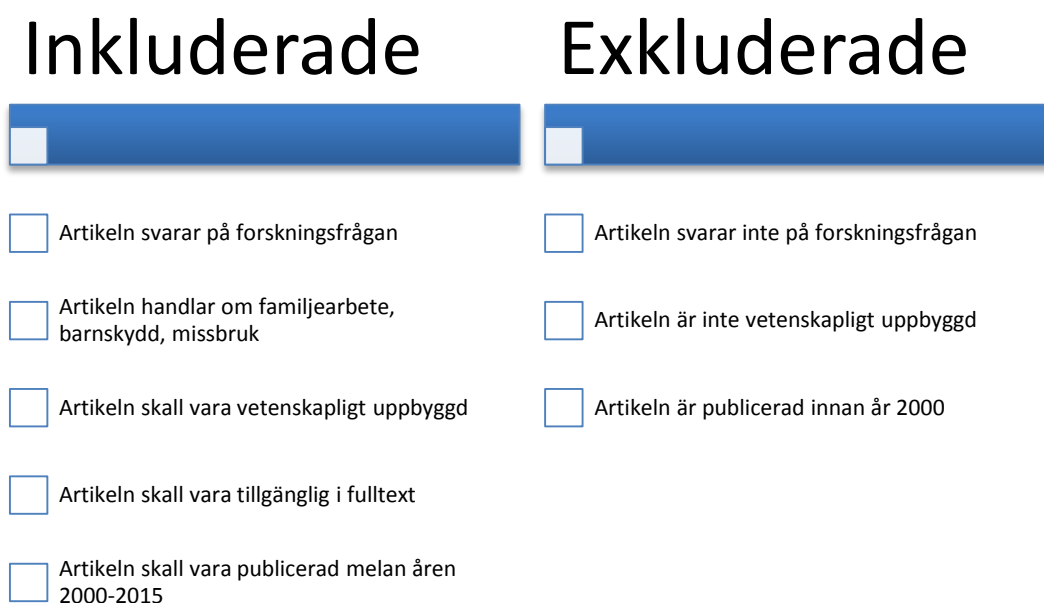 Inkluderade
Artikeln svarar på forskningsfrågan
Artikeln handlar om familjearbete,
barnskydd, missbruk
Artikeln skall vara vetenskapligt uppbyggd
Artikeln skall vara tillgänglig i fulltext
Artikeln skall vara publicerad melan åren
2000-2015
Exkluderade
Artikeln svarar inte på forskningsfrågan
Artikeln är inte vetenskapligt uppbyggd
Artikeln är publicerad innan år 2000